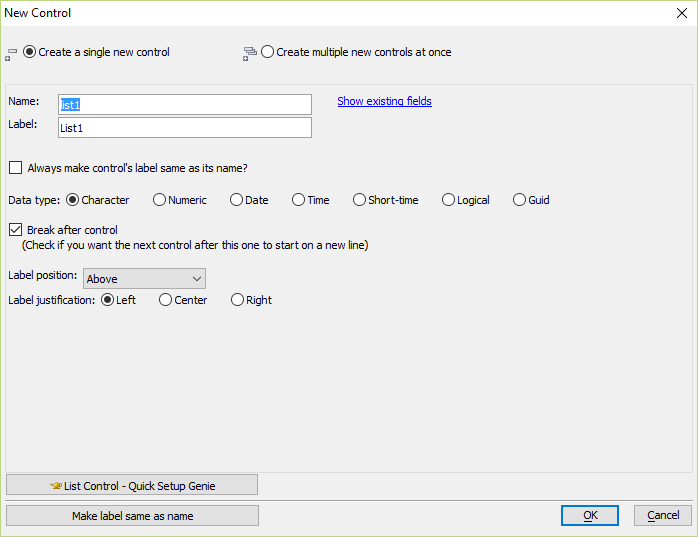 New Control
Create a single new control Create multiple new controls at once
Name: list1 Show existing fields
Label: List1
Always make control's label same as its name?
Data type: Character Numeric Date Time Short-time Logical Guid
Break after control
(Check if you want the next control after this one to start on a new line)
Label position: Above
Label justification: Left Center Right
List Control - Quick Setup Genie
Make label same as name OK Cancel